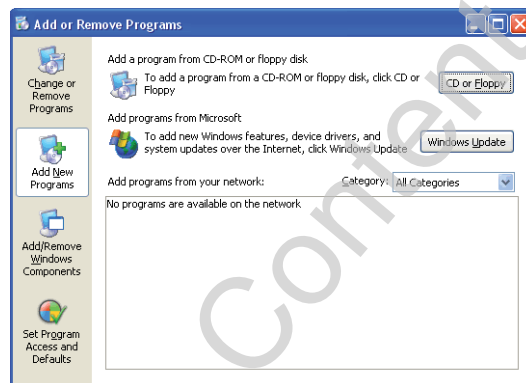 Add or Remove Programs
Change or
Remove
Programs
Add New
Programs
Add/Remove
Windows
Components
Set Program
Access and
Defaults
Add a program from CD-ROM or floppy disk
To add a program from a CD-ROM or floppy disk, click CD or
Floppy
CD or Floppy
Add programs from Microsoft
To add new Windows features, device drivers, and
system updates over the Internet, click Windows Update
Windows Update
Add programs from your network:
Category:
All Categories
No programs are available on the network